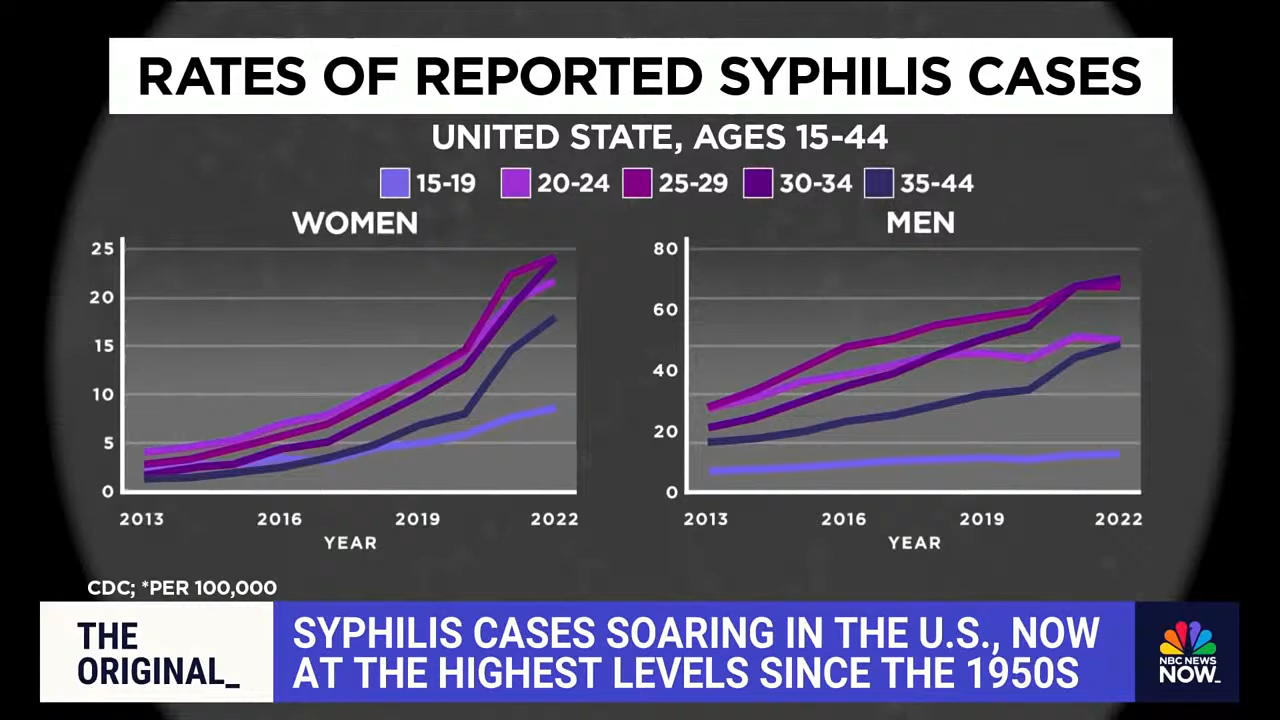 RATES OF REPORTED SYPHILIS CASES
UNITED STATE, AGES 15-44
15-19 20-24 25-29 30-34 35-44
WOMEN
25
20
15
10
5
0
2013 2016 2019 2022
YEAR
MEN
80
60
40
20
0
2013 2016 2019 2022
YEAR
CDC; *PER 100,000
THE
ORIGINAL_
SYPHILIS CASES SOARING IN THE U.S., NOW
AT THE HIGHEST LEVELS SINCE THE 1950S
NBC NEWS
NOW_